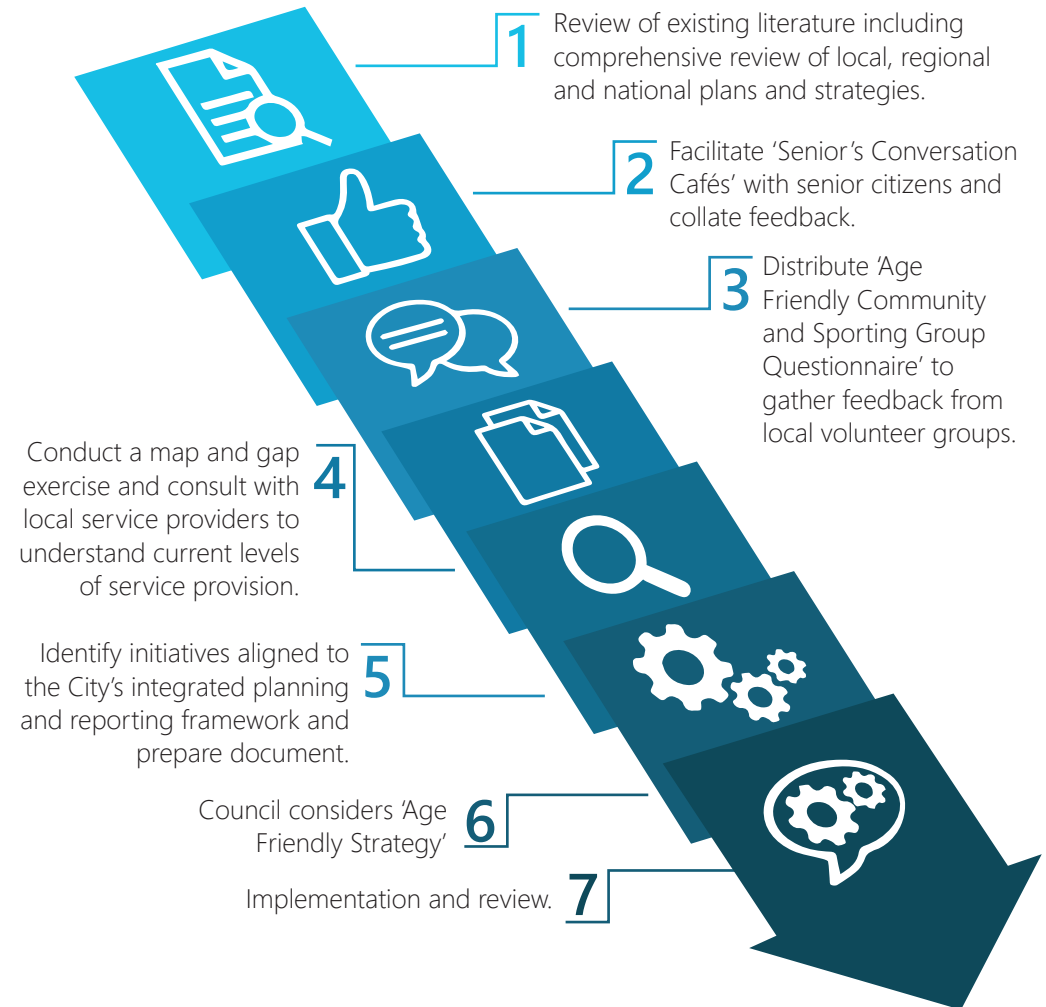 1
Review of existing literature including
comprehensive review of local, regional
and national plans and strategies.
2
Facilitate ‘Senior’s Conversation
Cafés’ with senior citizens and
collate feedback.
3
Distribute ‘Age
Friendly Community
and Sporting Group
Questionnaire’ to
gather feedback from
local volunteer groups.
Conduct a map and gap
exercise and consult with
local service providers to
understand current levels
of service provision.
4
Identify initiatives aligned to
the City’s integrated planning
and reporting framework and
prepare document.
5
Council considers ‘Age
Friendly Strategy’
6
Implementation and review.
7